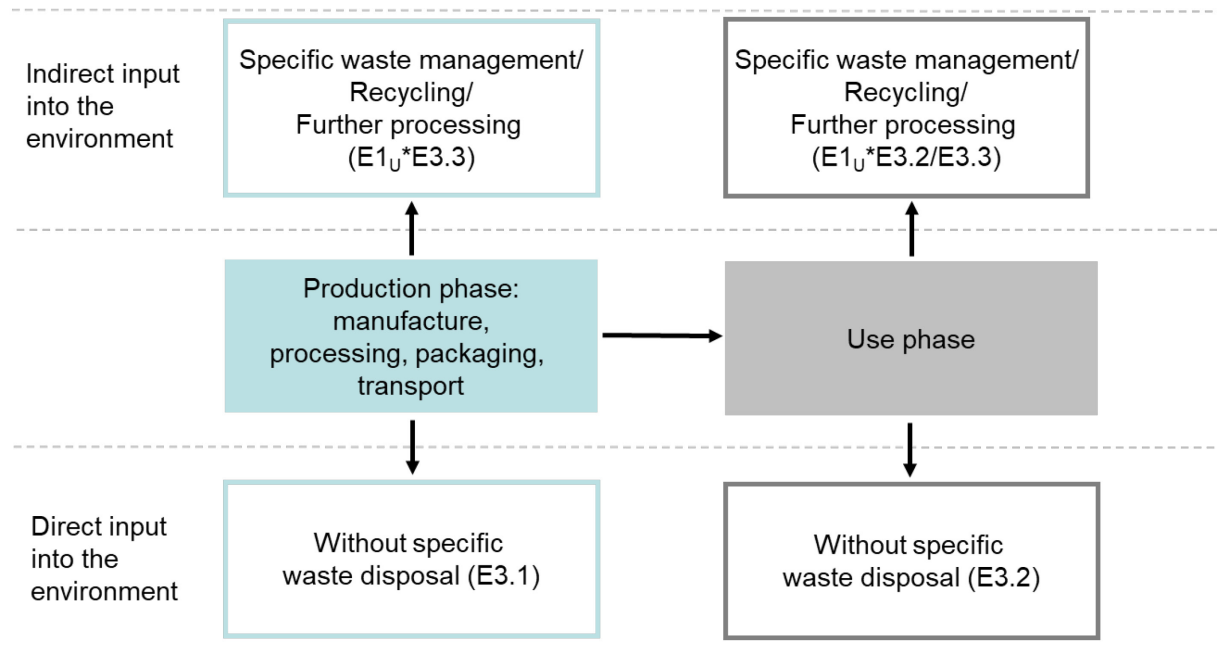 Indirect input
into the
environment
Specific waste management/
Recycling/
Further processing
(E1U*E3.3)
Specific waste management/
Recycling/
Further processing
(E1U*E3.2/E3.3)
Production phase:
manufacture,
processing, packaging,
transport
Use phase
Direct input
into the
environment
Without specific
waste disposal (E3.1)
Without specific
waste disposal (E3.2)